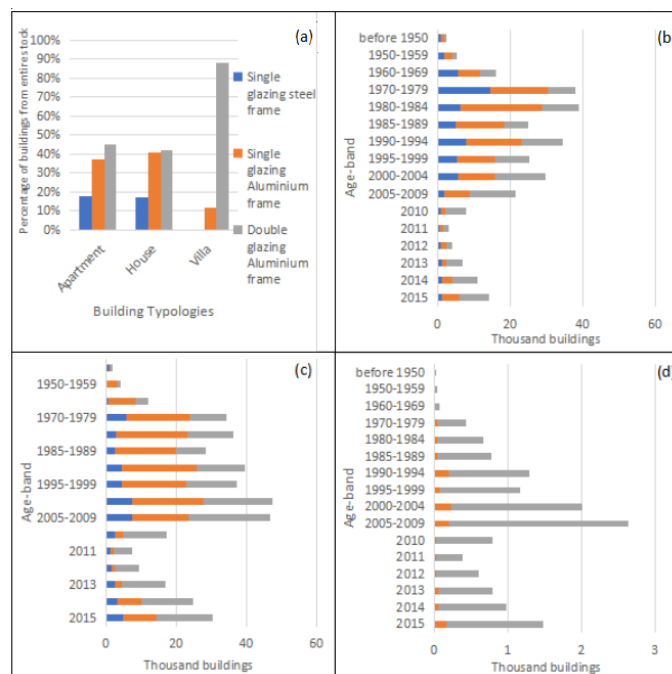 (a)
100%
90%
80%
70%
60%
50%
40%
30%
20%
10%
0%
Percentage of buildings from entire stock
Apartment
House
Villa
Building Typologies
Single
glazing steel
frame
Single
glazing
Aluminium
frame
Double
glazing
Aluminium
frame
(b)
before 1950
1950-1959
1960-1969
1970-1979
1980-1984
1985-1989
1990-1994
1995-1999
2000-2004
2005-2009
2010
2011
2012
2013
2014
2015
Age-band
0 20 40 60
Thousand buildings
(c)
1950-1959
1970-1979
1985-1989
1995-1999
2005-2009
2011
2013
2015
Age-band
0 20 40 60
Thousand buildings
(d)
before 1950
1950-1959
1960-1969
1970-1979
1980-1984
1985-1989
1990-1994
1995-1999
2000-2004
2005-2009
2010
2011
2012
2013
2014
2015
Age-band
0 1 2 3
Thousand buildings